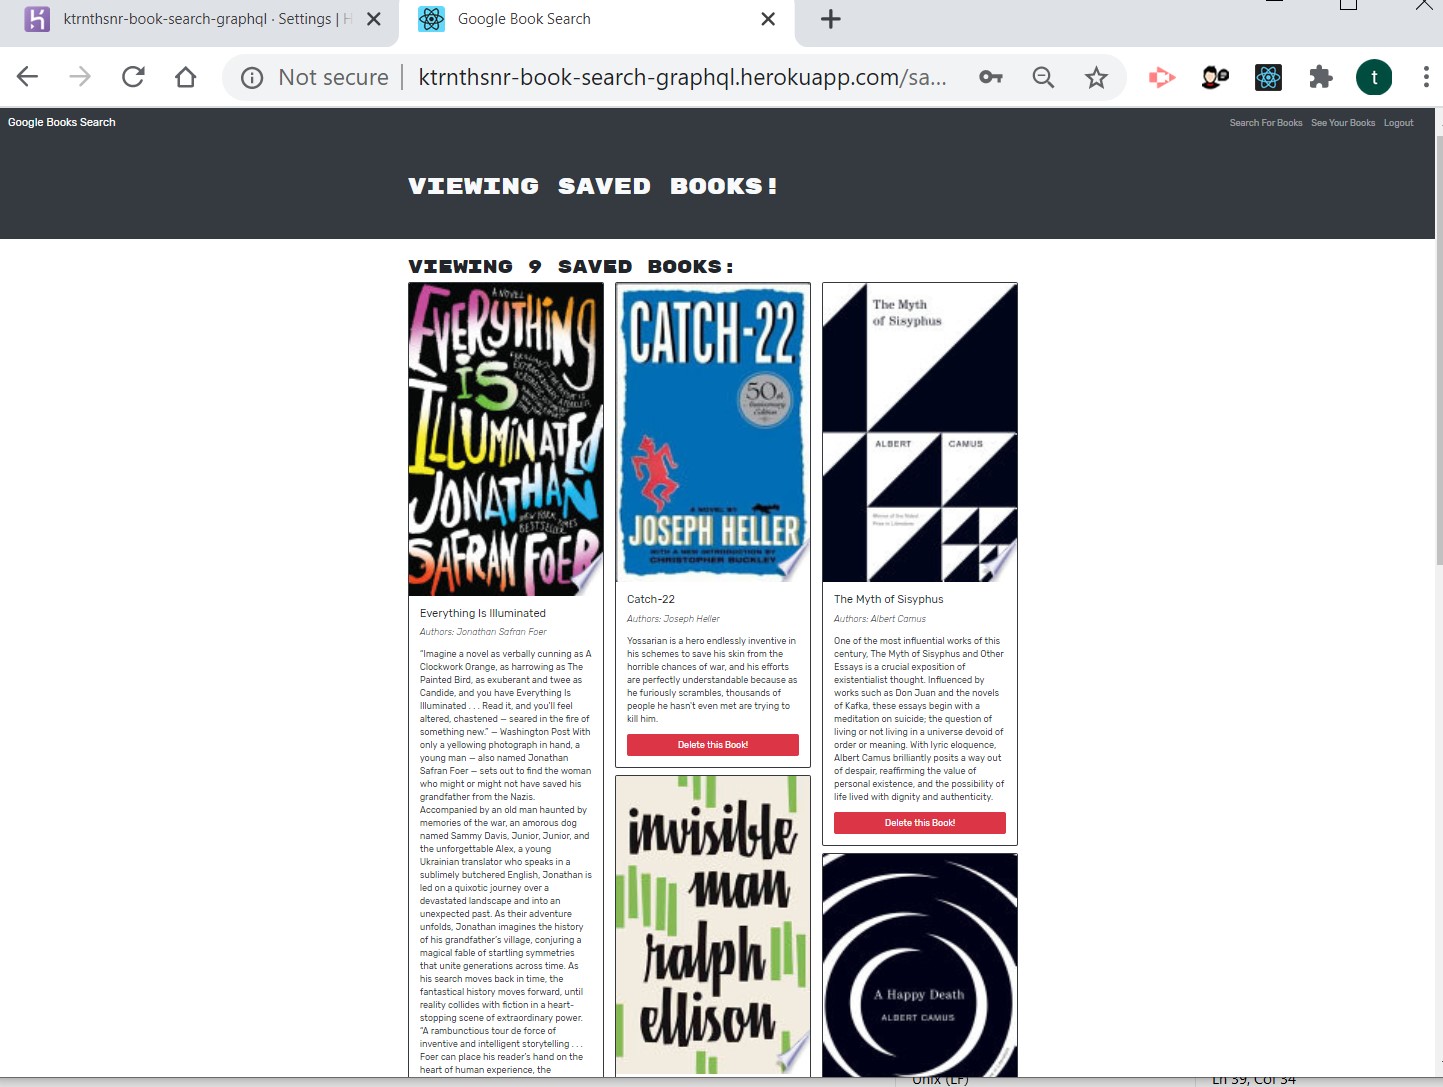 ktrnthsnr-book-search-graphql · Settings | H
Google Book Search
Not secure
ktrnthsnr-book-search-graphql.herokuapp.com/sa...
t
Google Books Search
Search For Books
See Your Books
Logout
VIEWING SAVED BOOKS!
VIEWING 9 SAVED BOOKS:
A NOVEL
EVERYTHING
IS
ILLUMINATED
JONATHAN
NEW YORK TIMES
BESTSELLER
SAFRAN FOER
Everything Is Illuminated
Authors: Jonathan Safran Foer
"Imagine a novel as verbally cunning as A
Clockwork Orange, as harrowing as The
Painted Bird, as exuberant and twee as
Candide, and you have Everything Is
Illuminated . . . Read it, and you'll feel
altered, chastened — seared in the fire of
something new." — Washington Post With
only a yellowing photograph in hand, a
young man — also named Jonathan
Safran Foer — sets out to find the woman
who might or might not have saved his
grandfather from the Nazis.
Accompanied by an old man haunted by
memories of the war, an amorous dog
named Sammy Davis, Junior, Junior, and
the unforgettable Alex, a young
Ukrainian translator who speaks in a
sublimely butchered English, Jonathan is
led on a quixotic journey over a
devastated landscape and into an
unexpected past. As their adventure
unfolds, Jonathan imagines the history
of his grandfather's village, conjuring a
magical fable of startling symmetries
that unite generations across time. As
his search moves back in time, the
fantastical history moves forward, until
reality collides with fiction in a heart-
stopping scene of extraordinary power.
"A rambunctious tour de force of
inventive and intelligent storytelling . . .
Foer can place his reader's hand on the
heart of human experience, the
CATCH-22
50th
Anniversary
Edition
A NOVEL BY
JOSEPH HELLER
WITH A NEW INTRODUCTION BY
CHRISTOPHER BUCKLEY
Catch-22
Authors: Joseph Heller
Yossarian is a hero endlessly inventive in
his schemes to save his skin from the
horrible chances of war, and his efforts
are perfectly understandable because as
he furiously scrambles, thousands of
people he hasn't even met are trying to
kill him.
Delete this Book!
invisible
man
ralph
ellison
The Myth
of Sisyphus
ALBERT CAMUS
Winner of the Nobel
Prize in Literature
The Myth of Sisyphus
Authors: Albert Camus
One of the most influential works of this
century, The Myth of Sisyphus and Other
Essays is a crucial exposition of
existentialist thought. Influenced by
works such as Don Juan and the novels
of Kafka, these essays begin with a
meditation on suicide; the question of
living or not living in a universe devoid of
order or meaning. With lyric eloquence,
Albert Camus brilliantly posits a way out
of despair, reaffirming the value of
personal existence, and the possibility of
life lived with dignity and authenticity.
Delete this Book!
A Happy Death
ALBERT CAMUS
Unix (LF)
Ln 39, Col 34